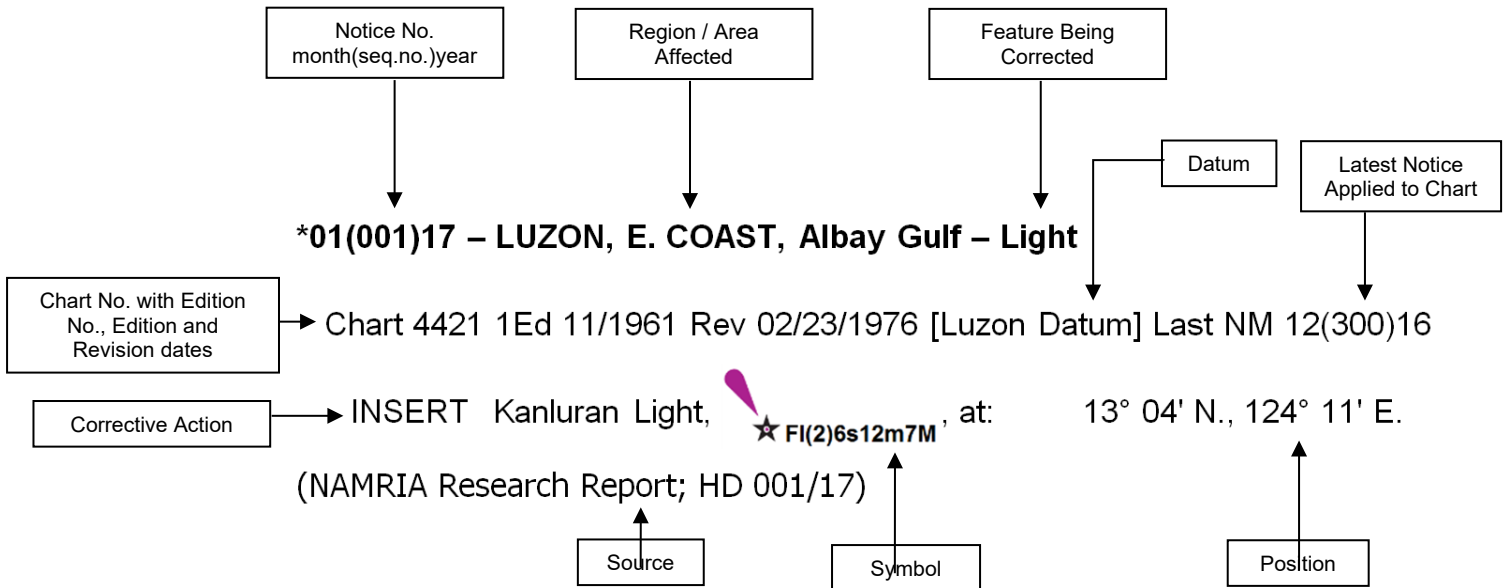 Notice No.
month(seq.no.)year
Region / Area
Affected
Feature Being
Corrected
Datum
Latest Notice
Applied to Chart
*01(001)17 – LUZON, E. COAST, Albay Gulf – Light
Chart No. with Edition
No., Edition and
Revision dates
Chart 4421 1Ed 11/1961 Rev 02/23/1976 [Luzon Datum] Last NM 12(300)16
Corrective Action
INSERT Kanluran Light, Fl(2)6s12m7M , at: 13° 04' N., 124° 11' E.
(NAMRIA Research Report; HD 001/17)
Source
Symbol
Position